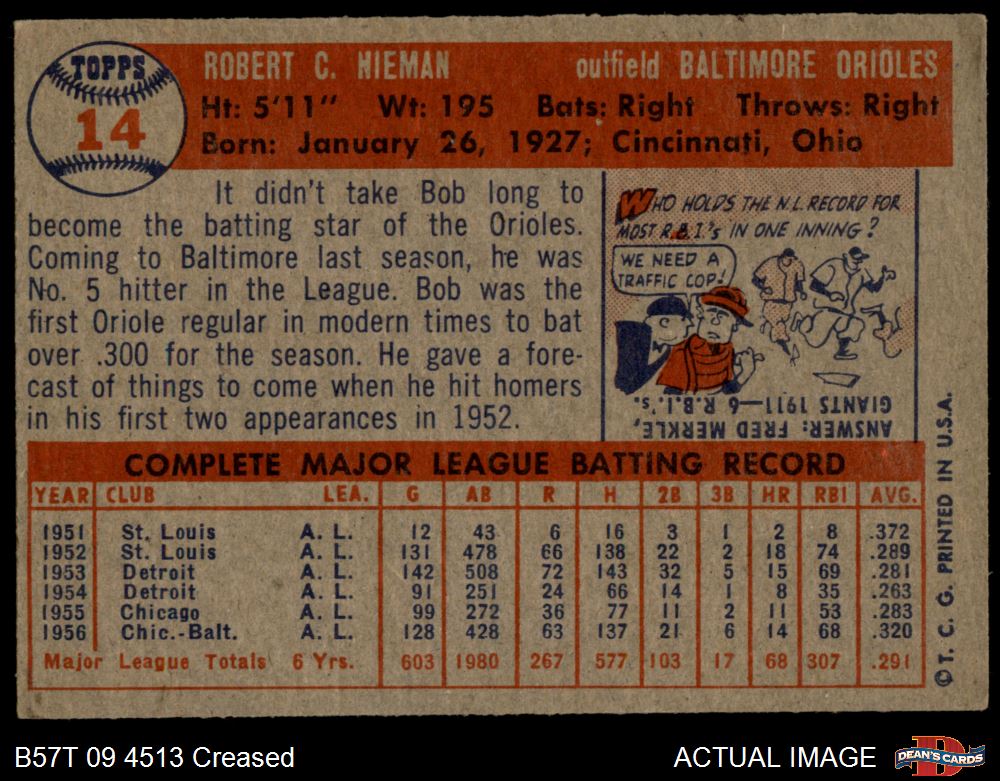 TOPPS
14
ROBERT C. NIEMAN outfield BALTIMORE ORIOLES
Ht: 5'11" Wt: 195 Bats: Right Throws: Right
Born: January 26, 1927; Cincinnati, Ohio
It didn't take Bob long to
become the batting star of the Orioles.
Coming to Baltimore last season, he was
No. 5 hitter in the League. Bob was the
first Oriole regular in modern times to bat
over .300 for the season. He gave a fore-
cast of things to come when he hit homers
in his first two appearances in 1952.
WHO HOLDS THE N.L. RECORD FOR
MOST R.B.I.'s IN ONE INNING?
WE NEED A
TRAFFIC COP!
ANSWER: FRED MERKLE,
GIANTS 1911—6 R.B.I.'s.
COMPLETE MAJOR LEAGUE BATTING RECORD
YEAR CLUB LEA. G AB R H 2B 3B HR RBI AVG.
1951 St. Louis A. L. 12 43 6 16 3 1 2 8 .372
1952 St. Louis A. L. 131 478 66 138 22 2 18 74 .289
1953 Detroit A. L. 142 508 72 143 32 5 15 69 .281
1954 Detroit A. L. 91 251 24 66 14 1 8 35 .263
1955 Chicago A. L. 99 272 36 77 11 2 11 53 .283
1956 Chic.-Balt. A. L. 128 428 63 137 21 6 14 68 .320
Major League Totals 6 Yrs. 603 1980 267 577 103 17 68 307 .291
© T. C. G. PRINTED IN U.S.A.
B57T 09 4513 Creased ACTUAL IMAGE
DEAN'S CARDS